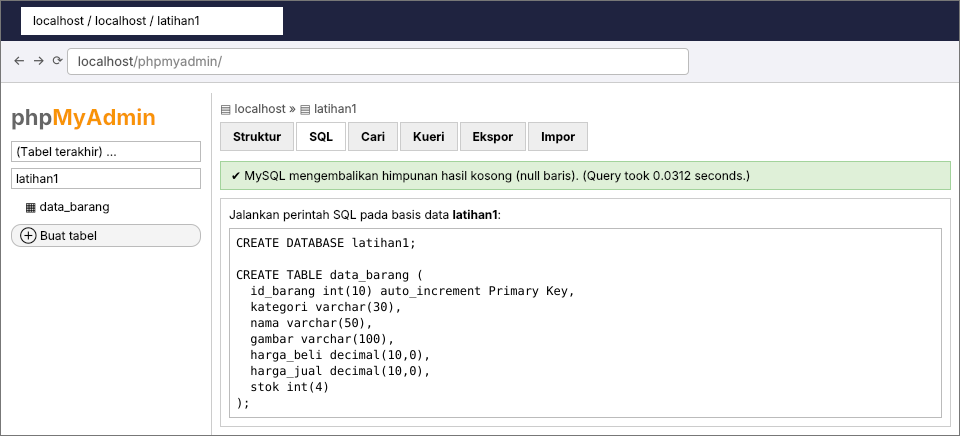 localhost / localhost / latihan1
localhost/phpmyadmin/
phpMyAdmin
(Tabel terakhir) ...
latihan1
data_barang
Buat tabel
localhost » latihan1
Struktur SQL Cari Kueri Ekspor Impor
✔ MySQL mengembalikan himpunan hasil kosong (null baris). (Query took 0.0312 seconds.)
Jalankan perintah SQL pada basis data latihan1:
CREATE DATABASE latihan1;
CREATE TABLE data_barang (
  id_barang int(10) auto_increment Primary Key,
  kategori varchar(30),
  nama varchar(50),
  gambar varchar(100),
  harga_beli decimal(10,0),
  harga_jual decimal(10,0),
  stok int(4)
);